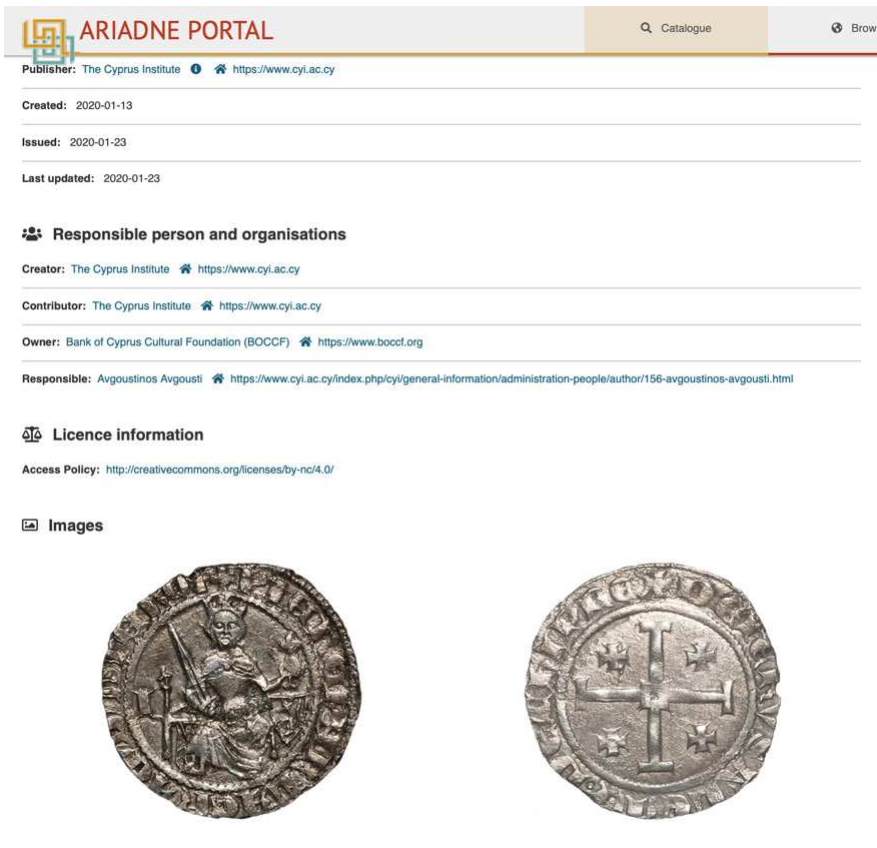 ARIADNE PORTAL
Catalogue
Brow
Publisher: The Cyprus Institute https://www.cyi.ac.cy
Created: 2020-01-13
Issued: 2020-01-23
Last updated: 2020-01-23
Responsible person and organisations
Creator: The Cyprus Institute https://www.cyi.ac.cy
Contributor: The Cyprus Institute https://www.cyi.ac.cy
Owner: Bank of Cyprus Cultural Foundation (BOCCF) https://www.boccf.org
Responsible: Avgoustinos Avgousti https://www.cyi.ac.cy/index.php/cyi/general-information/administration-people/author/156-avgoustinos-avgousti.html
Licence information
Access Policy: http://creativecommons.org/licenses/by-nc/4.0/
Images